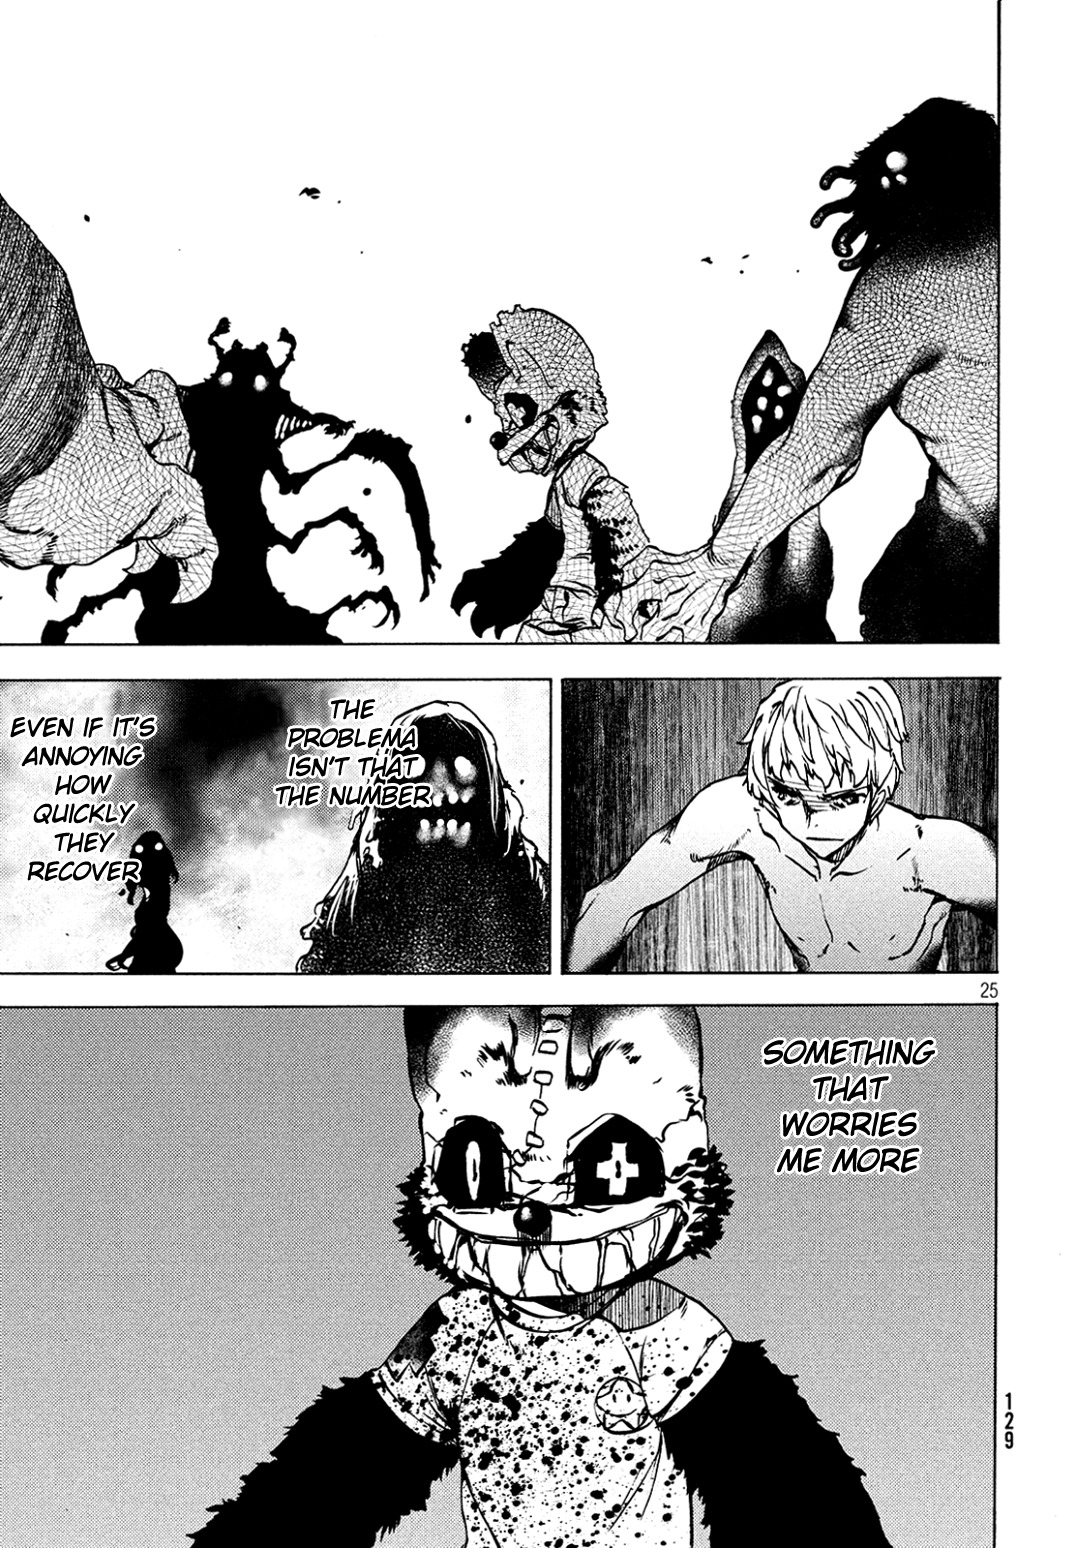 THE
PROBLEMA
ISN'T THAT
THE NUMBER
EVEN IF IT'S
ANNOYING
HOW
QUICKLY
THEY
RECOVER
25
SOMETHING
THAT
WORRIES
ME MORE
129